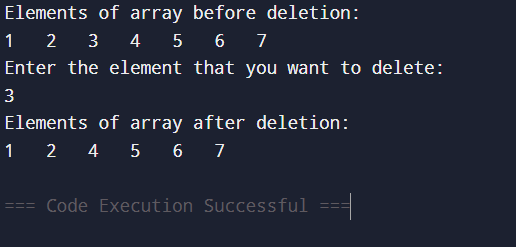 Elements of array before deletion:
1   2   3   4   5   6   7
Enter the element that you want to delete:
3
Elements of array after deletion:
1   2   4   5   6   7
=== Code Execution Successful ===